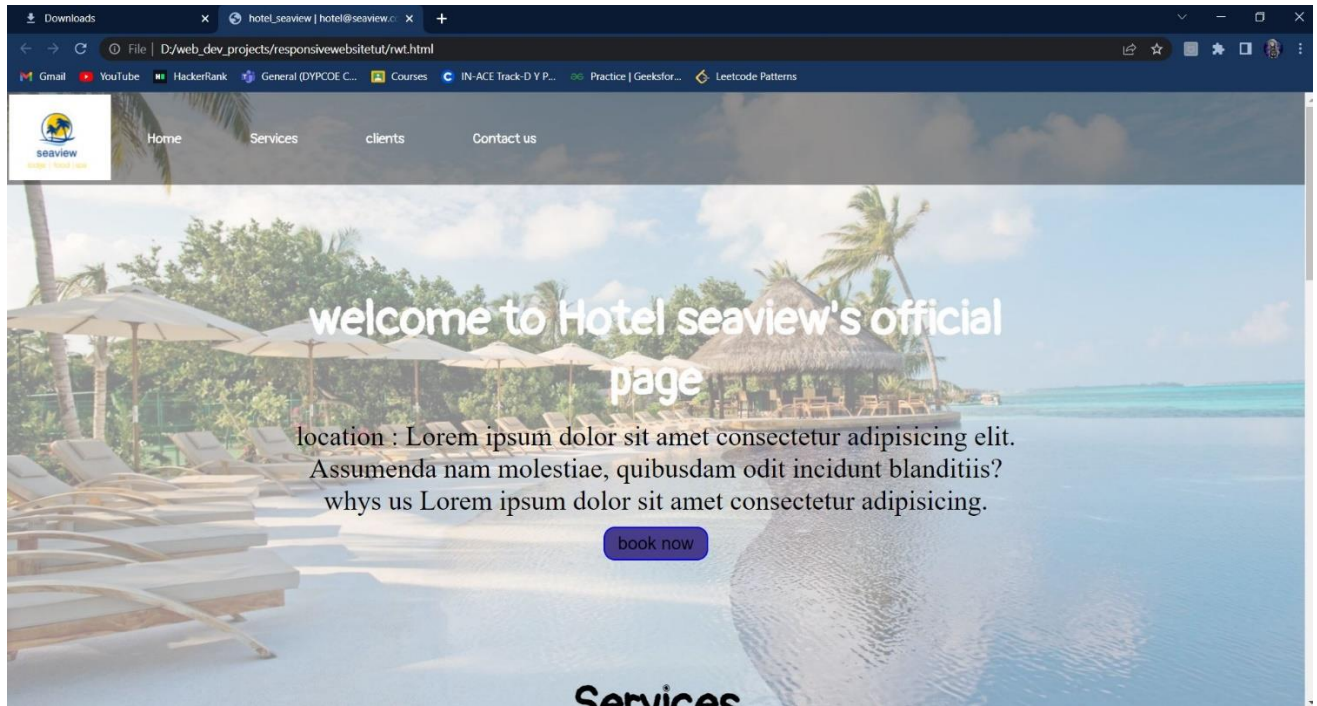 Downloads
hotel_seaview | hotel@seaview.c
File | D:/web_dev_projects/responsivewebsitetut/rwt.html
Gmail YouTube HackerRank General (DYPCOE C... Courses IN-ACE Track-D Y P... Practice | Geeksfor... Leetcode Patterns
seaview
Home Services clients Contact us
welcome to Hotel seaview's official
page
location : Lorem ipsum dolor sit amet consectetur adipisicing elit.
Assumenda nam molestiae, quibusdam odit incidunt blanditiis?
whys us Lorem ipsum dolor sit amet consectetur adipisicing.
book now
Services